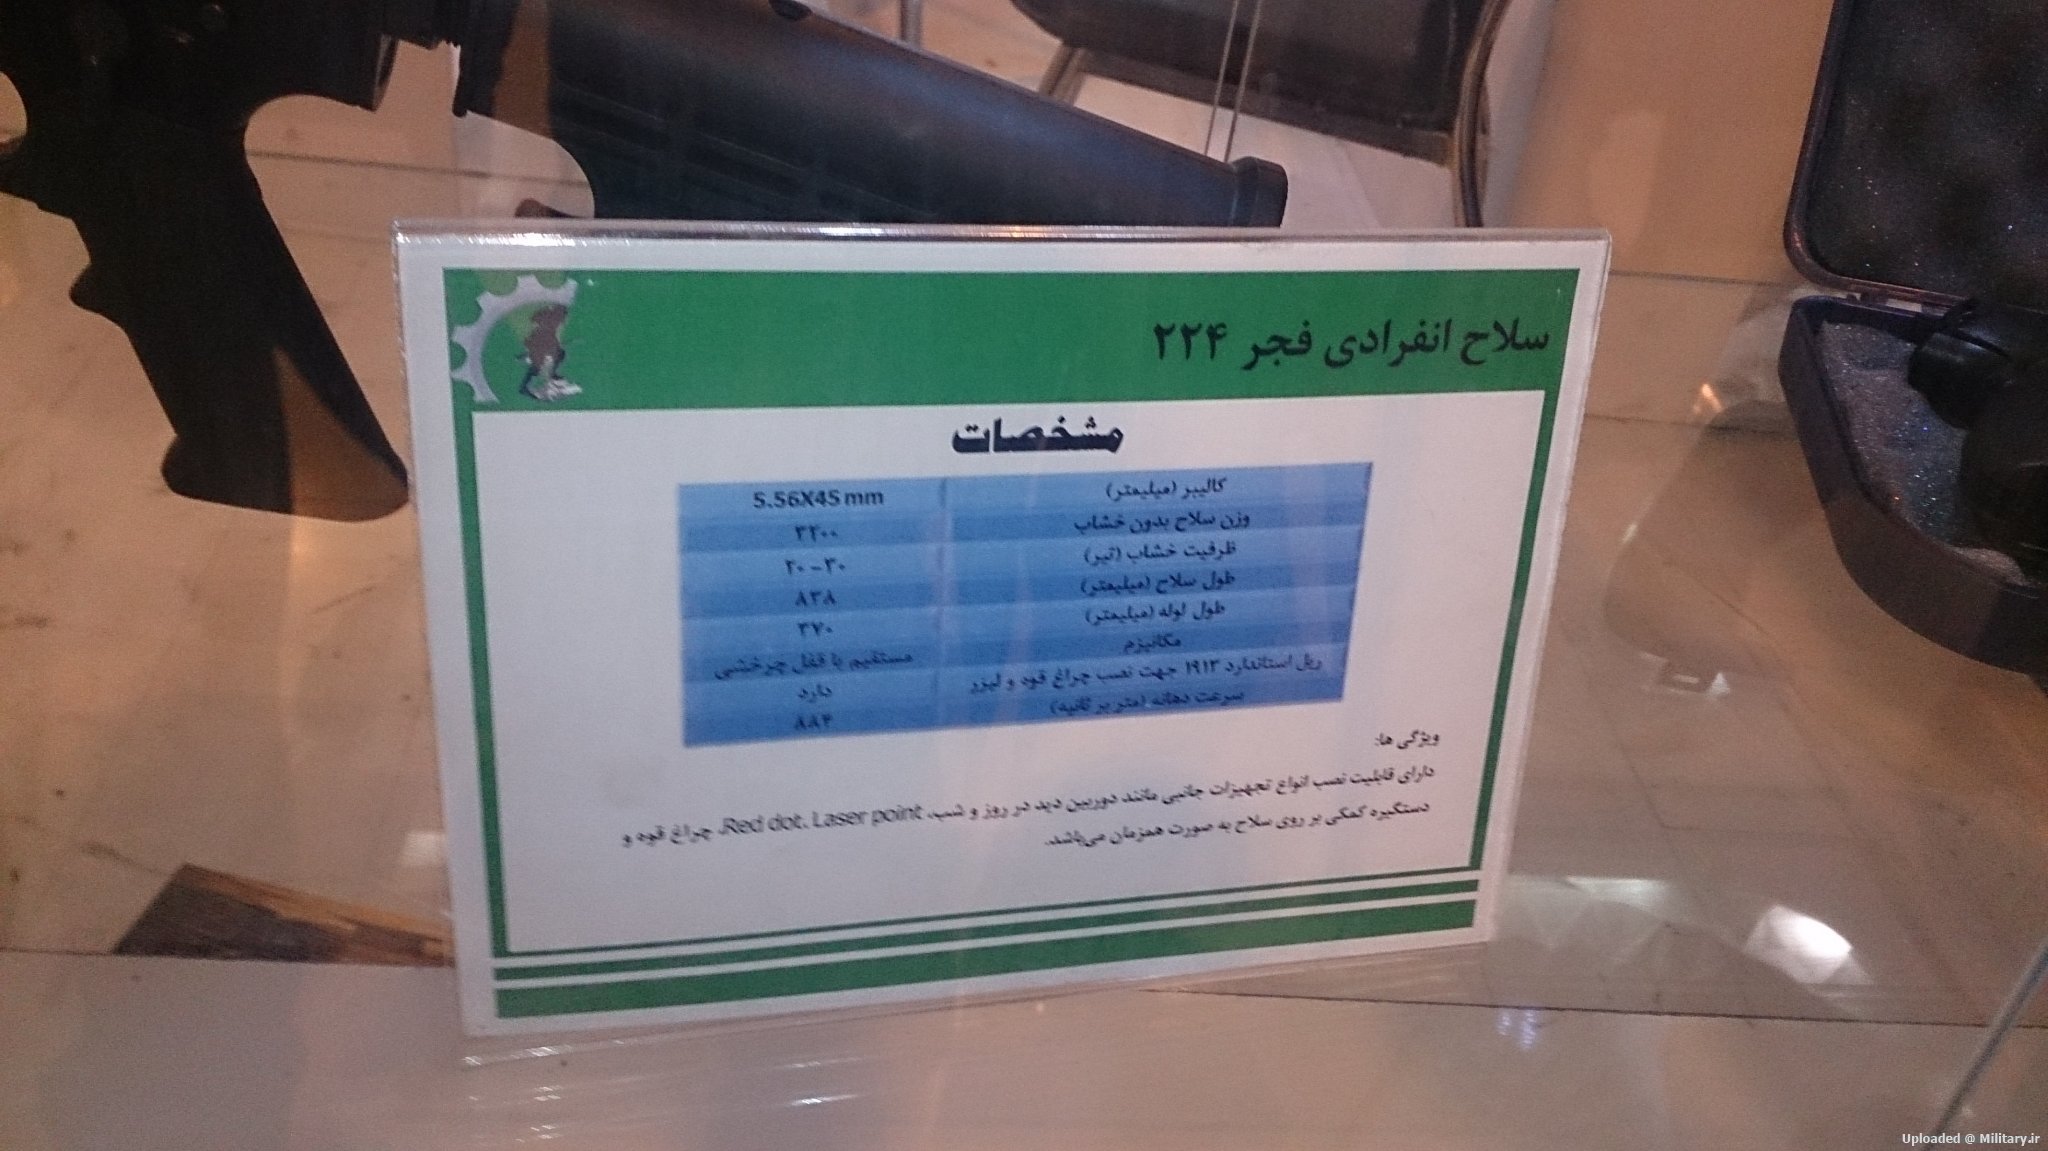 سلاح انفرادی فجر ۲۲۴
مشخصات
کالیبر (میلیمتر) 5.56X45 mm
وزن سلاح بدون خشاب ۳۲۰۰
ظرفیت خشاب (تیر) ۲۰-۳۰
طول سلاح (میلیمتر) ۸۳۸
طول لوله (میلیمتر) ۳۷۰
مکانیزم مستقیم با قفل چرخشی
ریل استاندارد ۱۹۱۳ جهت نصب چراغ قوه و لیزر دارد
سرعت دهانه (متر بر ثانیه) ۸۸۴
ویژگی ها:
دارای قابلیت نصب انواع تجهیزات جانبی مانند دوربین دید در روز و شب، Red dot، Laser point، چراغ قوه و
دستگیره کمکی بر روی سلاح به صورت همزمان می‌باشد.
Uploaded @ Military.ir